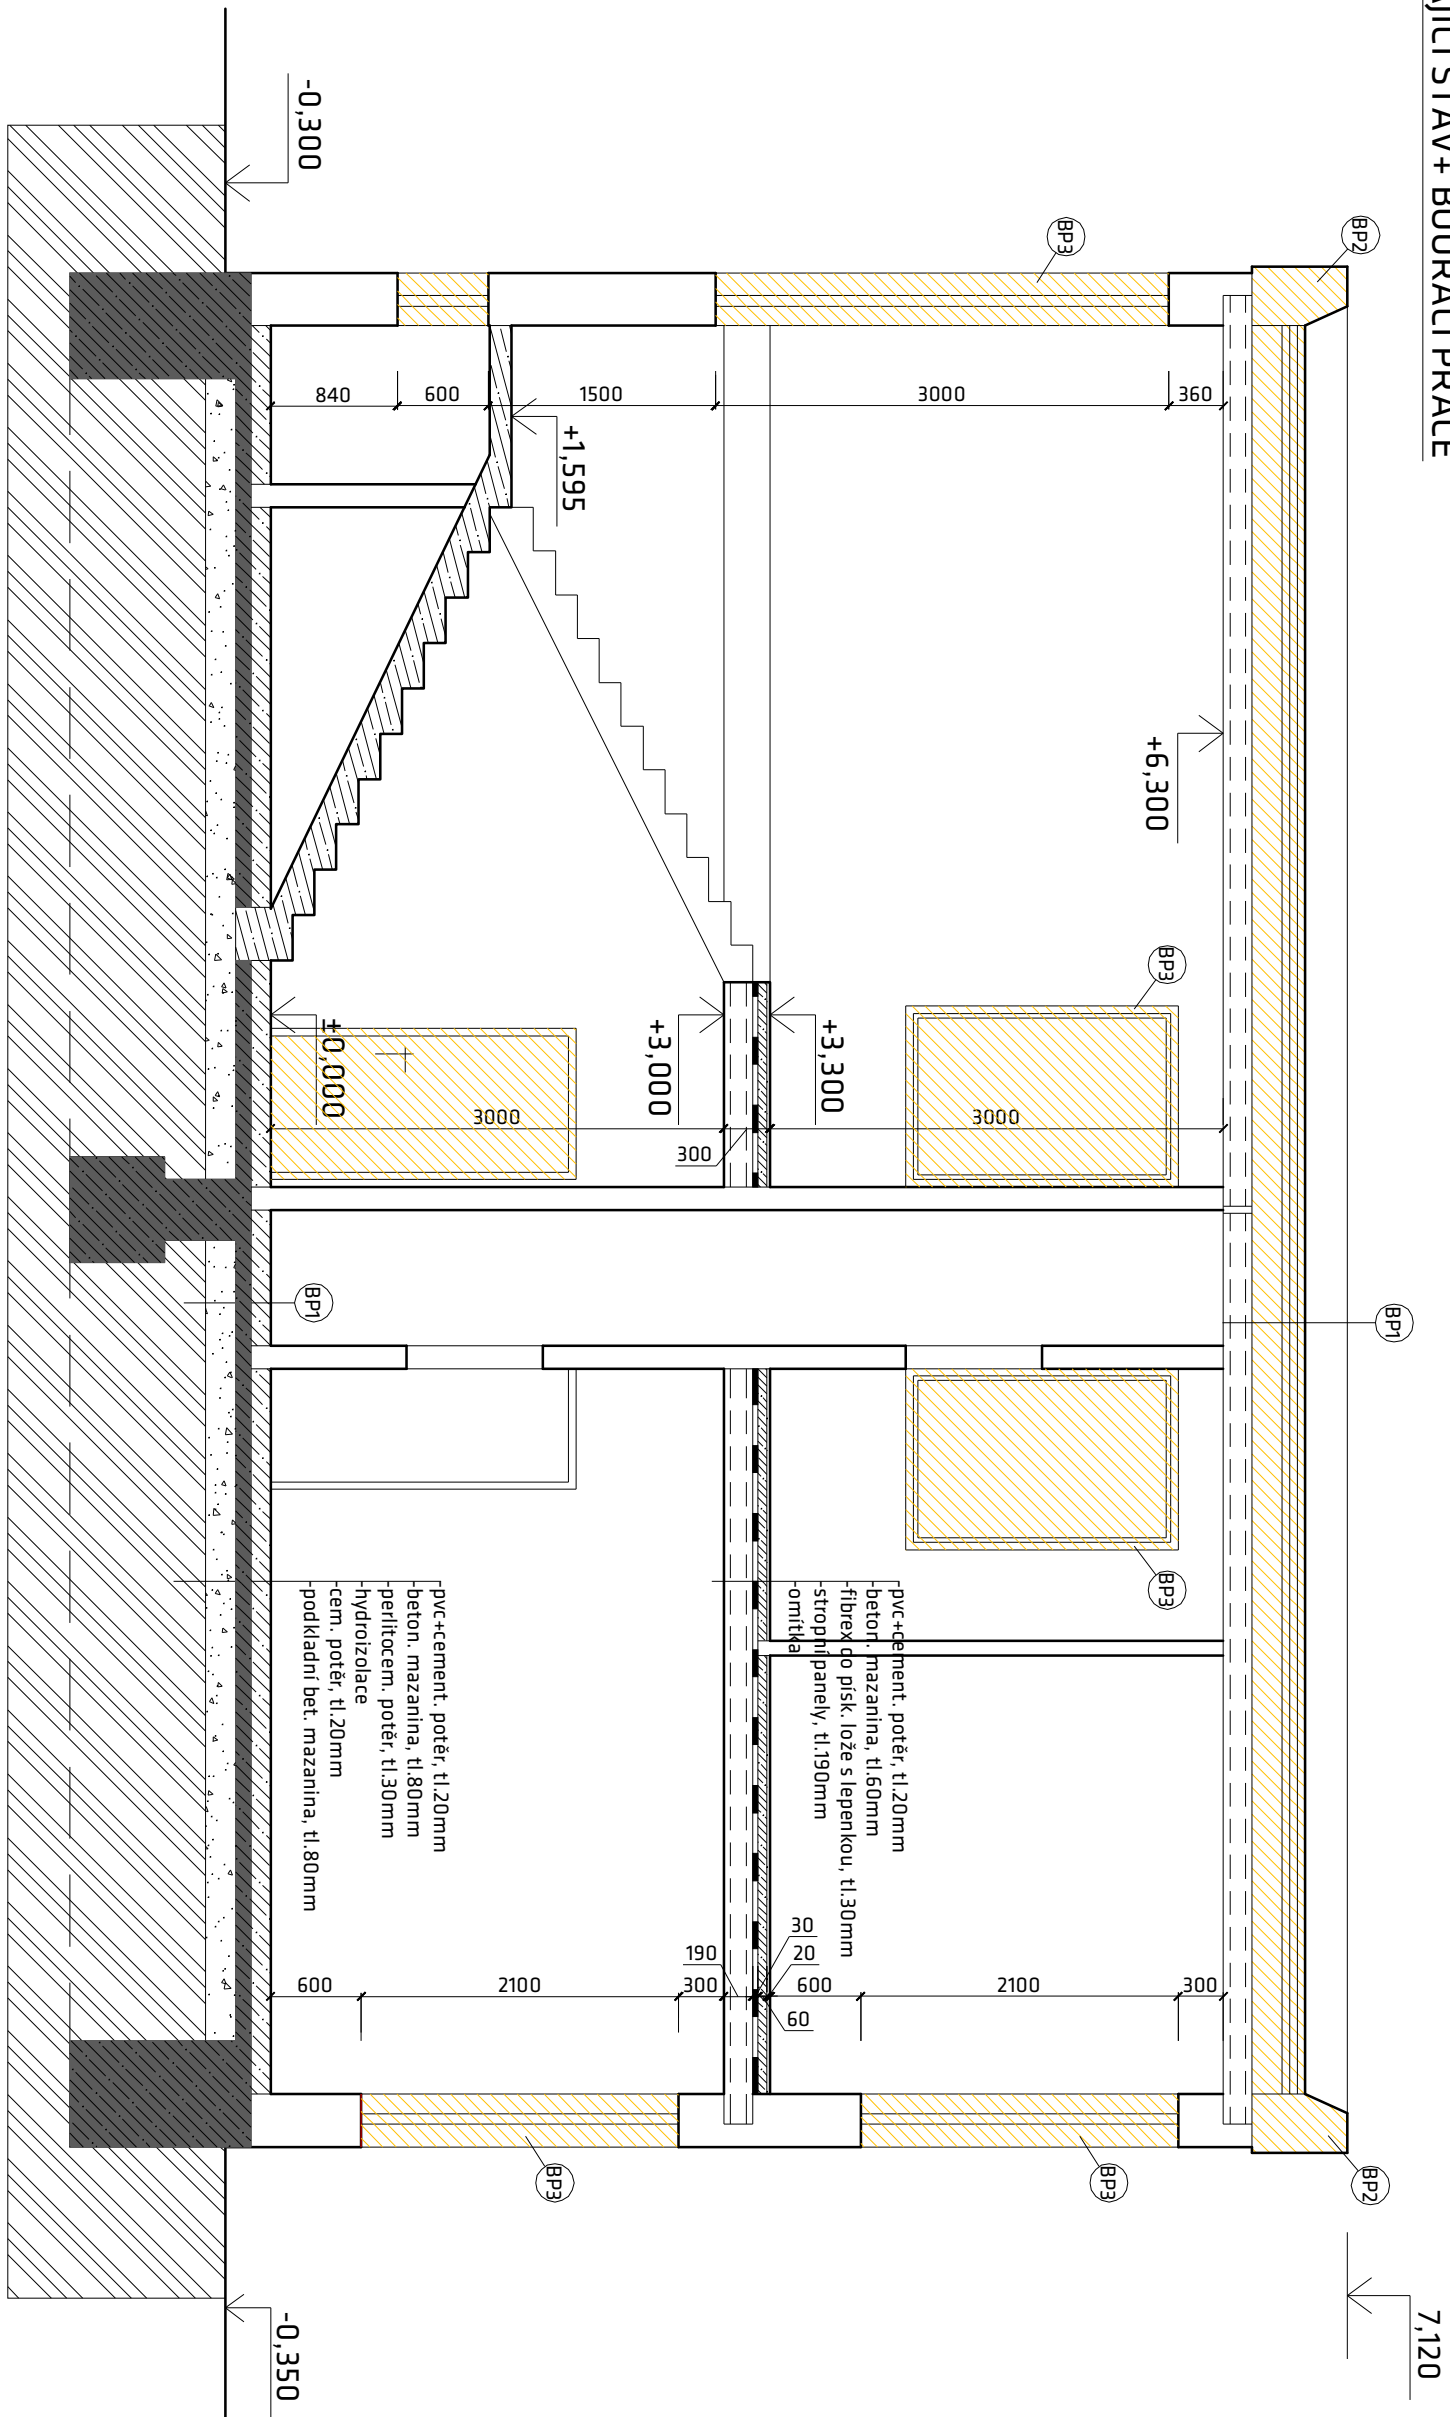 AJÍCÍ STAV+ BOURACÍ PRÁCE
7,120
BP2
BP1
BP2
+6,300
BP3
BP3
BP3
BP3
360
3000
1500
600
840
3000
3000
300
+3,300
+3,000
+1,595
±0,000
300
2100
600
30
20
60
190
300
2100
600
-pvc+cement. potěr, tl.20mm
-beton. mazanina, tl.60mm
-fibrex do písk. lože s lepenkou, tl.30mm
-stropní panely, tl.190mm
-omítka
-pvc+cement. potěr, tl.20mm
-beton. mazanina, tl.80mm
-perlitocem. potěr, tl.30mm
-hydroizolace
-cem. potěr, tl.20mm
-podkladní bet. mazanina, tl.80mm
BP3
BP1
-0,300
-0,350